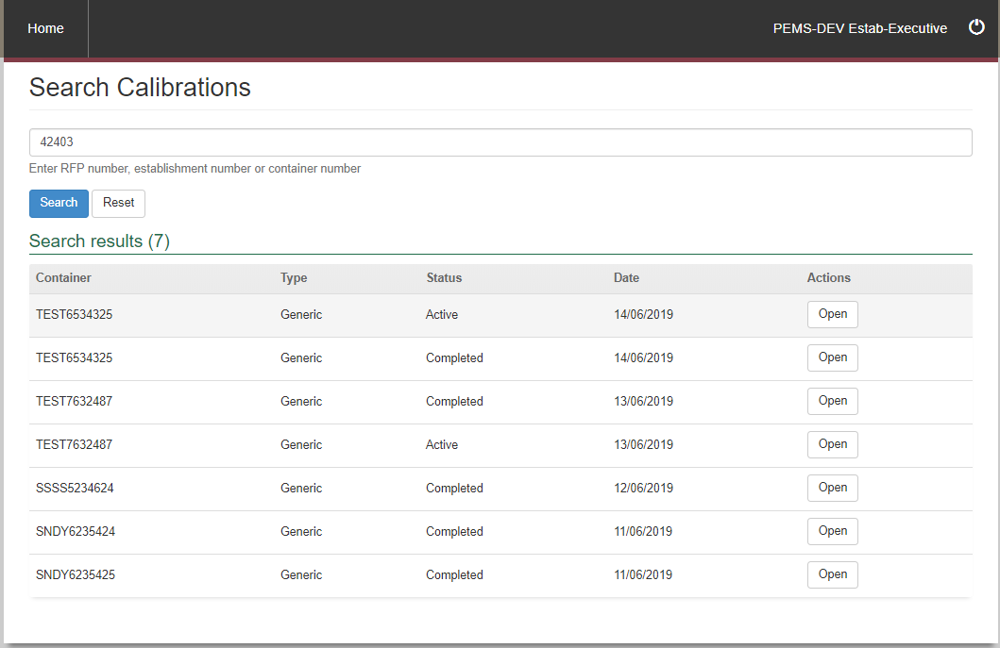 Home PEMS-DEV Estab-Executive
Search Calibrations
42403
Enter RFP number, establishment number or container number
Search Reset
Search results (7)
Container Type Status Date Actions
TEST6534325 Generic Active 14/06/2019 Open
TEST6534325 Generic Completed 14/06/2019 Open
TEST7632487 Generic Completed 13/06/2019 Open
TEST7632487 Generic Active 13/06/2019 Open
SSSS5234624 Generic Completed 12/06/2019 Open
SNDY6235424 Generic Completed 11/06/2019 Open
SNDY6235425 Generic Completed 11/06/2019 Open